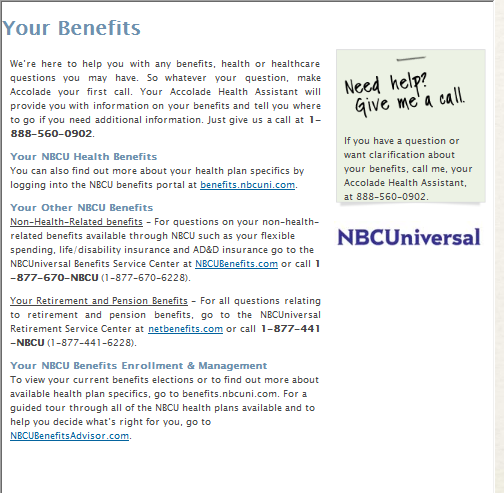 Your Benefits
We're here to help you with any benefits, health or healthcare
questions you may have. So whatever your question, make
Accolade your first call. Your Accolade Health Assistant will
provide you with information on your benefits and tell you where
to go if you need additional information. Just give us a call at 1-
888-560-0902.
Your NBCU Health Benefits
You can also find out more about your health plan specifics by
logging into the NBCU benefits portal at benefits.nbcuni.com.
Your Other NBCU Benefits
Non-Health-Related benefits - For questions on your non-health-
related benefits available through NBCU such as your flexible
spending, life/disability insurance and AD&D insurance go to the
NBCUniversal Benefits Service Center at NBCUBenefits.com or call 1
-877-670-NBCU (1-877-670-6228).
Your Retirement and Pension Benefits - For all questions relating
to retirement and pension benefits, go to the NBCUniversal
Retirement Service Center at netbenefits.com or call 1-877-441
-NBCU (1-877-441-6228).
Your NBCU Benefits Enrollment & Management
To view your current benefits elections or to find out more about
available health plan specifics, go to benefits.nbcuni.com. For a
guided tour through all of the NBCU health plans available and to
help you decide what's right for you, go to
NBCUBenefitsAdvisor.com.
Need help?
Give me a call.
If you have a question or
want clarification about
your benefits, call me, your
Accolade Health Assistant,
at 888-560-0902.
NBCUniversal